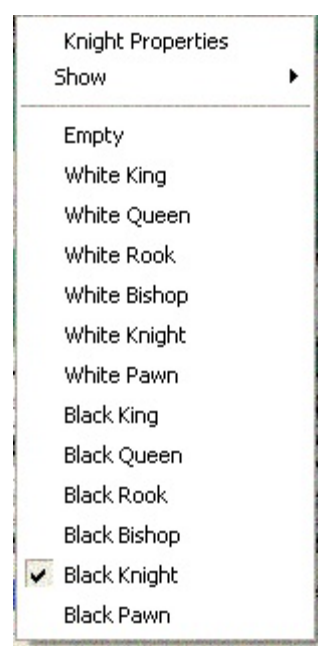 Knight Properties
Show
Empty
White King
White Queen
White Rook
White Bishop
White Knight
White Pawn
Black King
Black Queen
Black Rook
Black Bishop
Black Knight
Black Pawn